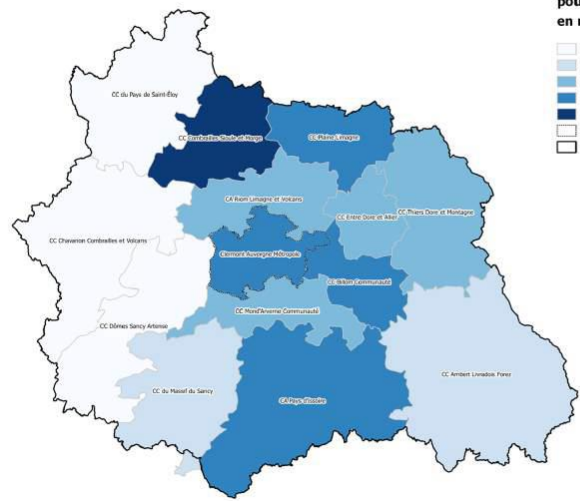 pou
en r
CC du Pays de Saint-Éloy
CC Combrailles Sioule et Morge
CC Plaine Limagne
CA Riom Limagne et Volcans
CC Entre Dore et Allier
CC Thiers Dore et Montagne
CC Chavanon Combrailles et Volcans
Clermont Auvergne Métropole
CC Billom Communauté
CC Mond'Arverne Communauté
CC Dômes Sancy Artense
CC du Massif du Sancy
CA Pays d'Issoire
CC Ambert Livradois Forez